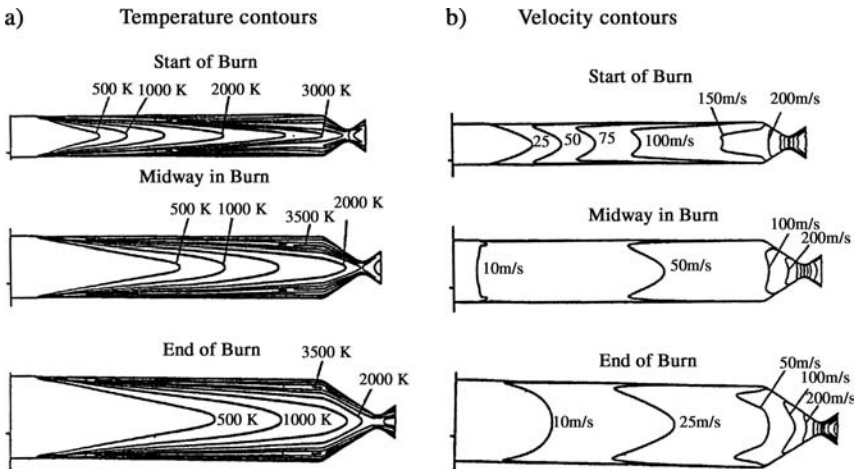 a) Temperature contours
Start of Burn
500 K 1000 K 2000 K 3000 K
Midway in Burn
500 K 1000 K 3500 K 2000 K
End of Burn
3500 K
2000 K
500 K 1000 K
b) Velocity contours
Start of Burn
150m/s 200m/s
25 50 75 100m/s
Midway in Burn
100m/s 200m/s
10m/s 50m/s
End of Burn
50m/s
100m/s
200m/s
10m/s 25m/s